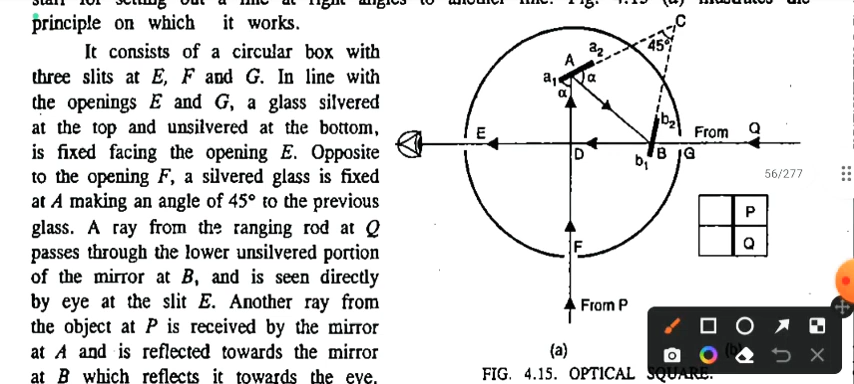 principle on which it works.
It consists of a circular box with
three slits at E, F and G. In line with
the openings E and G, a glass silvered
at the top and unsilvered at the bottom,
is fixed facing the opening E. Opposite
to the opening F, a silvered glass is fixed
at A making an angle of 45° to the previous
glass. A ray from the ranging rod at Q
passes through the lower unsilvered portion
of the mirror at B, and is seen directly
by eye at the slit E. Another ray from
the object at P is received by the mirror
at A and is reflected towards the mirror
at B which reflects it towards the eye.
C
45°
a₂
A
a₁
α
α
b₂
E
From Q
D
b₁
B
G
56/277
P
Q
F
From P
(a)
FIG. 4.15. OPTICAL SQUARE.